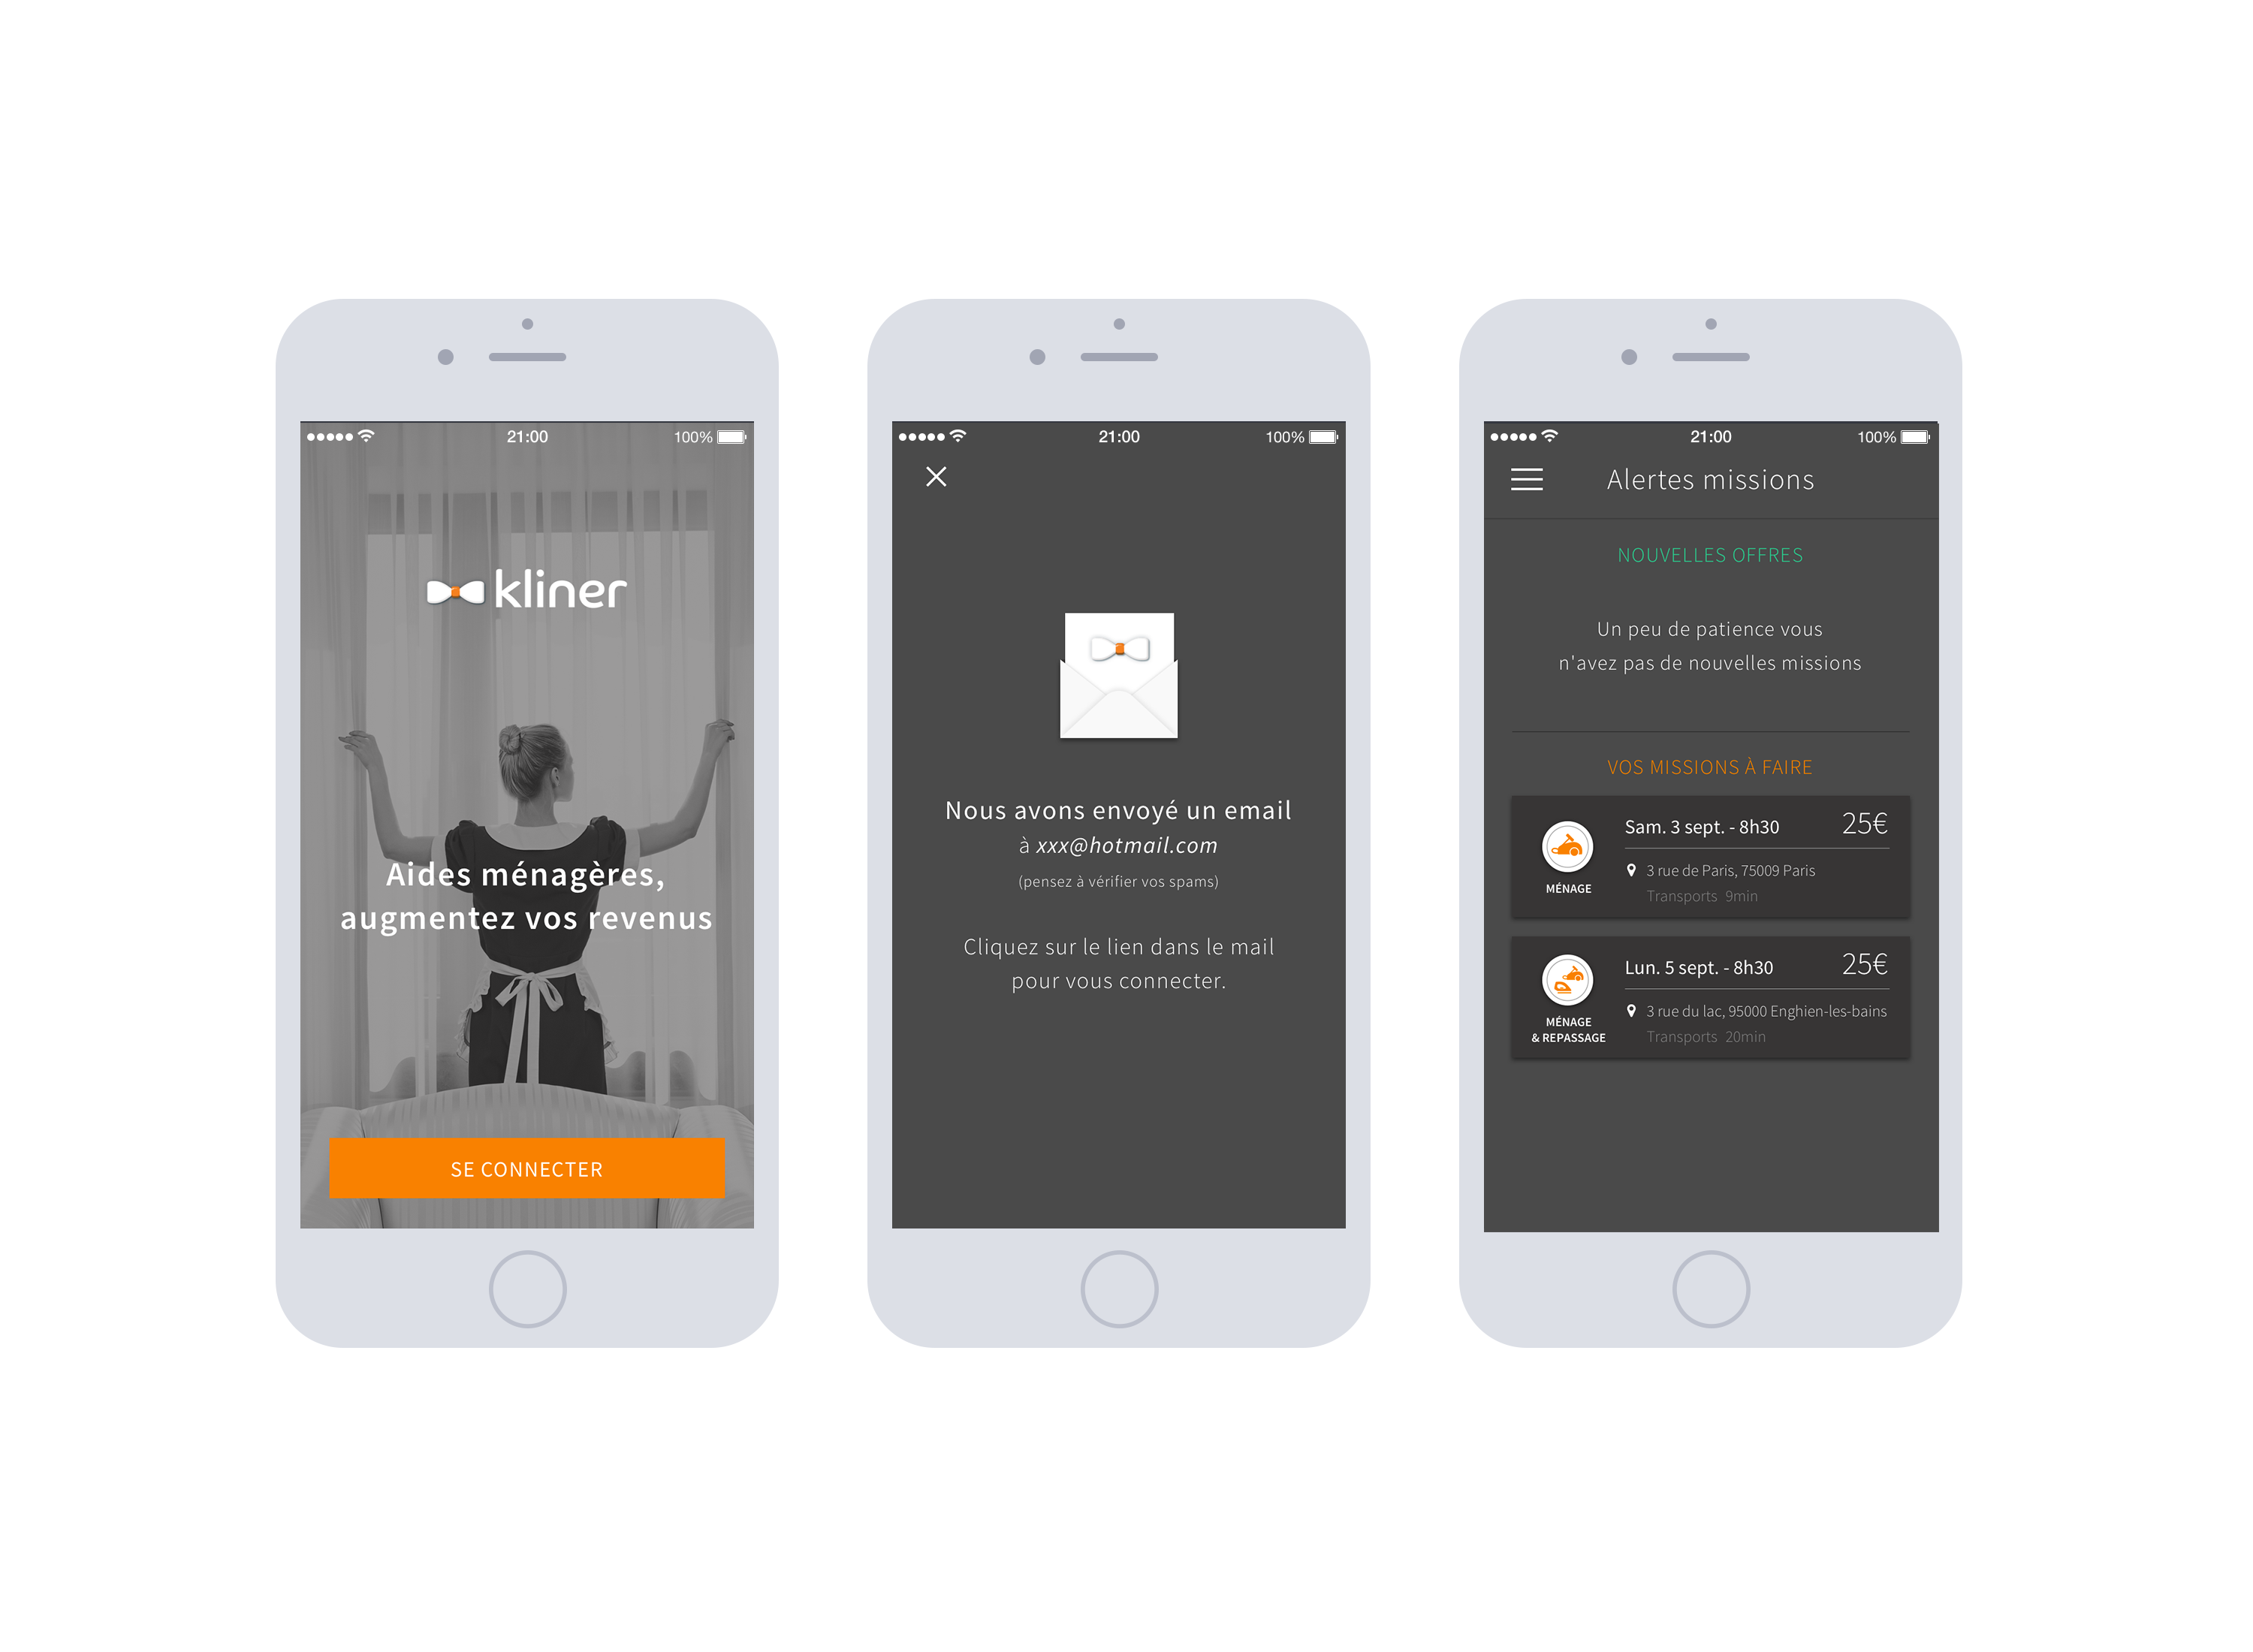 21:00
100%
kliner
Aides ménagères,
augmentez vos revenus
SE CONNECTER
21:00
100%
Nous avons envoyé un email
à xxx@hotmail.com
(pensez à vérifier vos spams)
Cliquez sur le lien dans le mail
pour vous connecter.
21:00
100%
Alertes missions
NOUVELLES OFFRES
Un peu de patience vous
n'avez pas de nouvelles missions
VOS MISSIONS À FAIRE
Sam. 3 sept. - 8h30
25€
3 rue de Paris, 75009 Paris
Transports 9min
MÉNAGE
Lun. 5 sept. - 8h30
25€
3 rue du lac, 95000 Enghien-les-bains
Transports 20min
MÉNAGE
& REPASSAGE